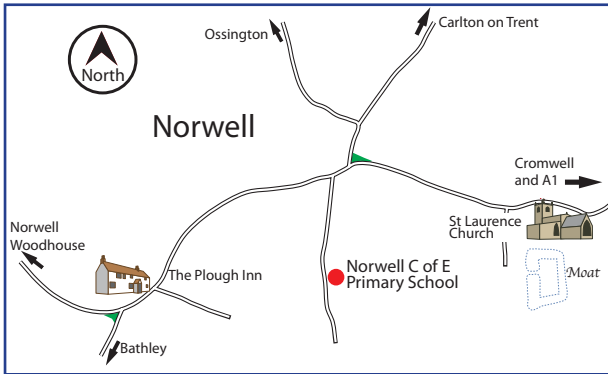 Ossington
Carlton on Trent
North
Norwell
Cromwell
and A1
St Laurence
Church
Norwell
Woodhouse
The Plough Inn
Norwell C of E
Primary School
Moat
Bathley